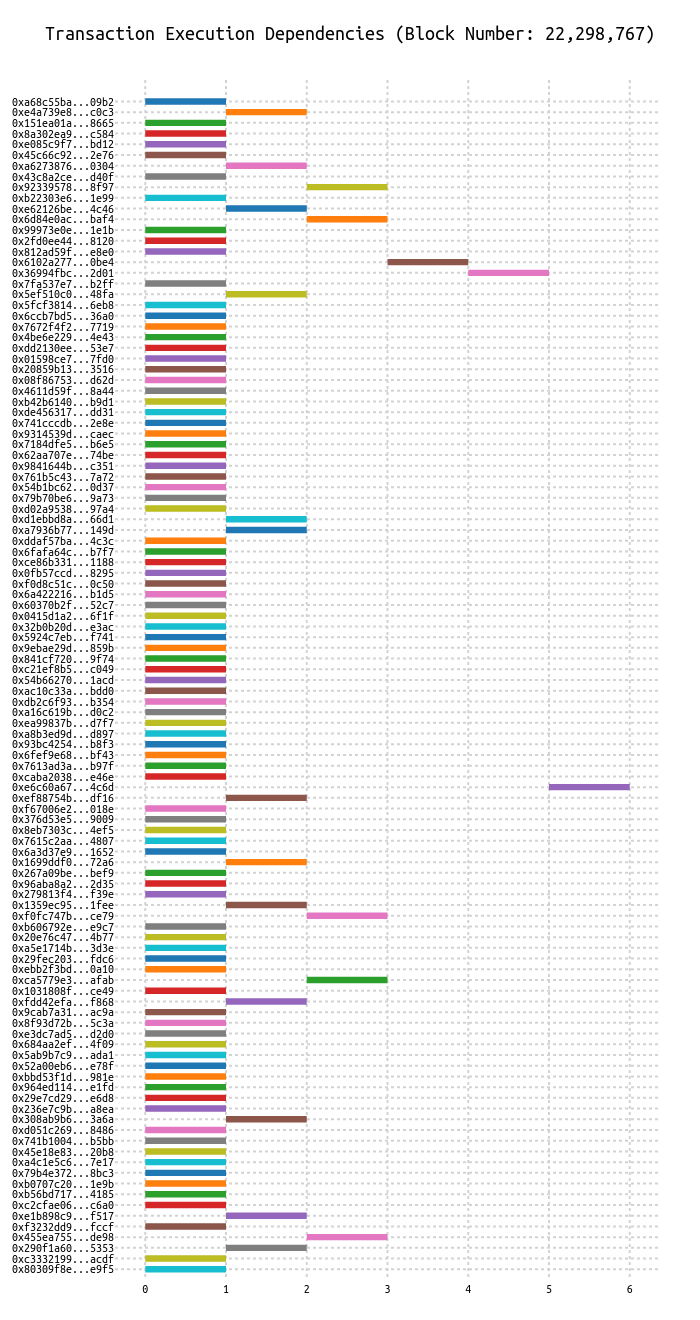 Transaction Execution Dependencies (Block Number: 22,298,767)
0xa68c55ba...09b2
0xe4a739e8...c0c3
0x151ea01a...8665
0x8a302ea9...c584
0xe085c9f7...bd12
0x45c66c92...2e76
0xa6273876...0304
0x43c8a2ce...d40f
0x92339578...8f97
0xb22303e6...1e99
0xe62126be...4c46
0x6d84e0ac...baf4
0x99973e0e...1e1b
0x2fd0ee44...8120
0x812ad59f...e8e0
0x6102a277...0be4
0x36994fbc...2d01
0x7fa537e7...b2ff
0x5ef510c0...48fa
0x5fcf3814...6eb8
0x6ccb7bd5...36a0
0x7672f4f2...7719
0x4be6e229...4e43
0xdd2130ee...53e7
0x01598ce7...7fd0
0x20859b13...3516
0x08f86753...d62d
0x4611d59f...8a44
0xb42b6140...b9d1
0xde456317...dd31
0x741cccdb...2e8e
0x9314539d...caec
0x7184dfe5...b6e5
0x62aa707e...74be
0x9841644b...c351
0x761b5c43...7a72
0x54b1bc62...0d37
0x79b70be6...9a73
0xd02a9538...97a4
0xd1ebbd8a...66d1
0xa7936b77...149d
0xddaf57ba...4c3c
0x6fafa64c...b7f7
0xce86b331...1188
0x0fb57ccd...8295
0xf0d8c51c...0c50
0x6a422216...b1d5
0x60370b2f...52c7
0x0415d1a2...6f1f
0x32b0b20d...e3ac
0x5924c7eb...f741
0x9ebae29d...859b
0x841cf720...9f74
0xc21ef8b5...c049
0x54b66270...1acd
0xac10c33a...bdd0
0xdb2c6f93...b354
0xa16c619b...d0c2
0xea99837b...d7f7
0xa8b3ed9d...d897
0x93bc4254...b8f3
0x6fef9e68...bf43
0x7613ad3a...b97f
0xcaba2038...e46e
0xe6c60a67...4c6d
0xef88754b...df16
0xf67006e2...018e
0x376d53e5...9009
0x8eb7303c...4ef5
0x7615c2aa...4807
0x6a3d37e9...1652
0x1699ddf0...72a6
0x267a09be...bef9
0x96aba8a2...2d35
0x279813f4...f39e
0x1359ec95...1fee
0xf0fc747b...ce79
0xb606792e...e9c7
0x20e76c47...4b77
0xa5e1714b...3d3e
0x29fec203...fdc6
0xebb2f3bd...0a10
0xca5779e3...afab
0x1031808f...ce49
0xfdd42efa...f868
0x9cab7a31...ac9a
0x8f93d72b...5c3a
0xe3dc7ad5...d2d0
0x684aa2ef...4f09
0x5ab9b7c9...ada1
0x52a00eb6...e78f
0xbbd53f1d...981e
0x964ed114...e1fd
0x29e7cd29...e6d8
0x236e7c9b...a8ea
0x308ab9b6...3a6a
0xd051c269...8486
0x741b1004...b5bb
0x45e18e83...20b8
0xa4c1e5c6...7e17
0x79b4e372...8bc3
0xb0707c20...1e9b
0xb56bd717...4185
0xc2cfae06...c6a0
0xe1b898c9...f517
0xf3232dd9...fccf
0x455ea755...de98
0x290f1a60...5353
0xc3332199...acdf
0x80309f8e...e9f5
0 1 2 3 4 5 6